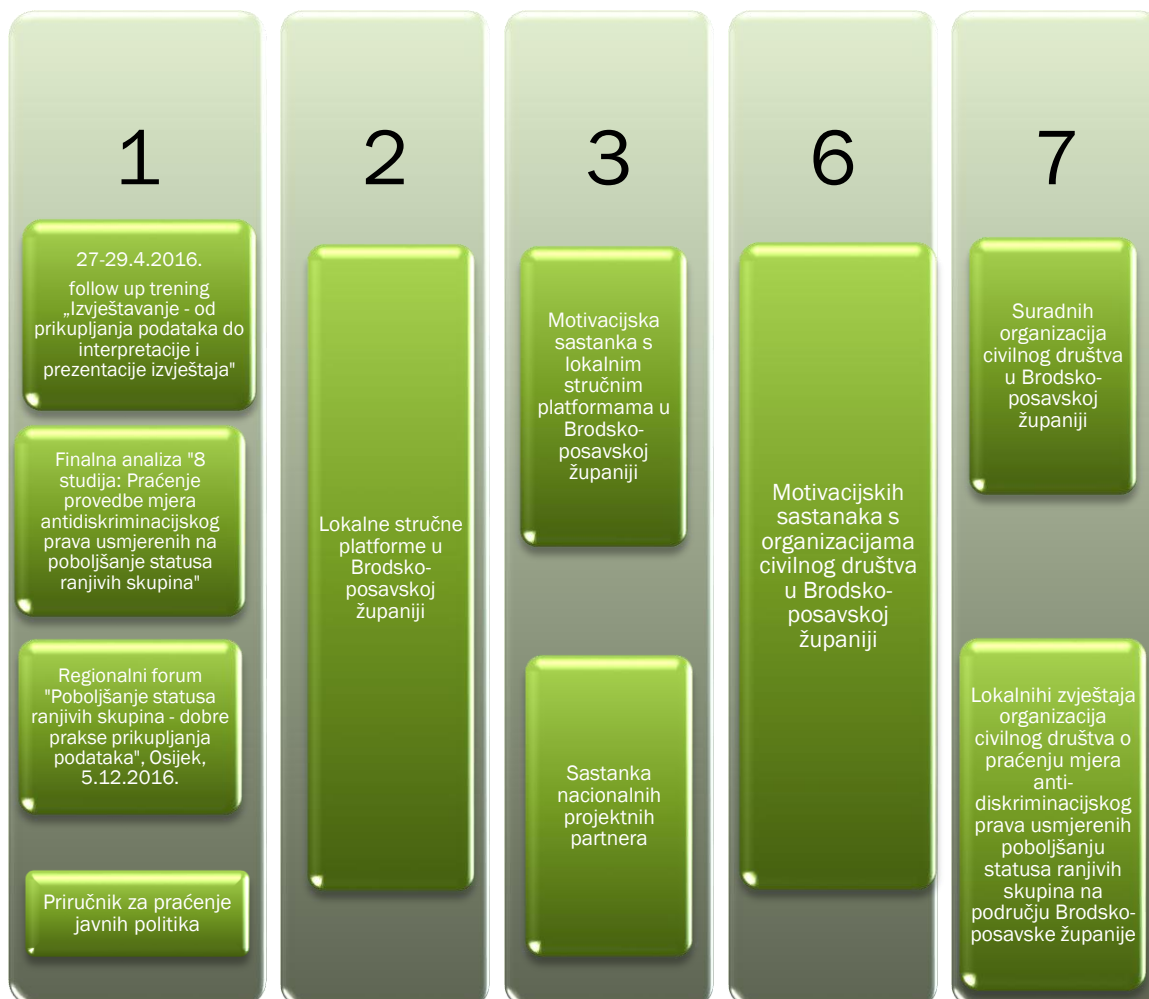 1
27-29.4.2016.
follow up trening
„Izvještavanje - od
prikupljanja podataka do
interpretacije i
prezentacije izvještaja"
Finalna analiza "8
studija: Praćenje
provedbe mjera
antidiskriminacijskog
prava usmjerenih na
poboljšanje statusa
ranjivih skupina"
Regionalni forum
"Poboljšanje statusa
ranjivih skupina - dobre
prakse prikupljanja
podataka", Osijek,
5.12.2016.
Priručnik za praćenje
javnih politika
2
Lokalne stručne
platforme u
Brodsko-
posavskoj
županiji
3
Motivacijska
sastanka s
lokalnim
stručnim
platformama u
Brodsko-
posavskoj
županiji
Sastanka
nacionalnih
projektnih
partnera
6
Motivacijskih
sastanaka s
organizacijama
civilnog društva
u Brodsko-
posavskoj
županiji
7
Suradnih
organizacija
civilnog društva
u Brodsko-
posavskoj
županiji
Lokalnihi zvještaja
organizacija
civilnog društva o
praćenju mjera
anti-
diskriminacijskog
prava usmjerenih
poboljšanju
statusa ranjivih
skupina na
području Brodsko-
posavske županije